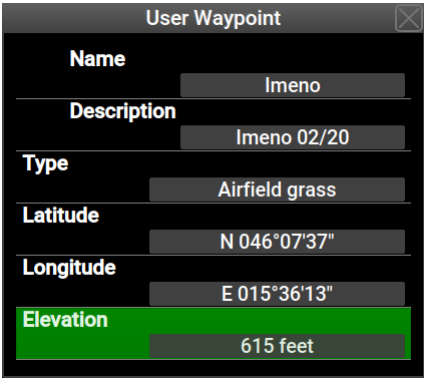 User Waypoint
Name
Imeno
Description
Imeno 02/20
Type
Airfield grass
Latitude
N 046°07'37"
Longitude
E 015°36'13"
Elevation
615 feet